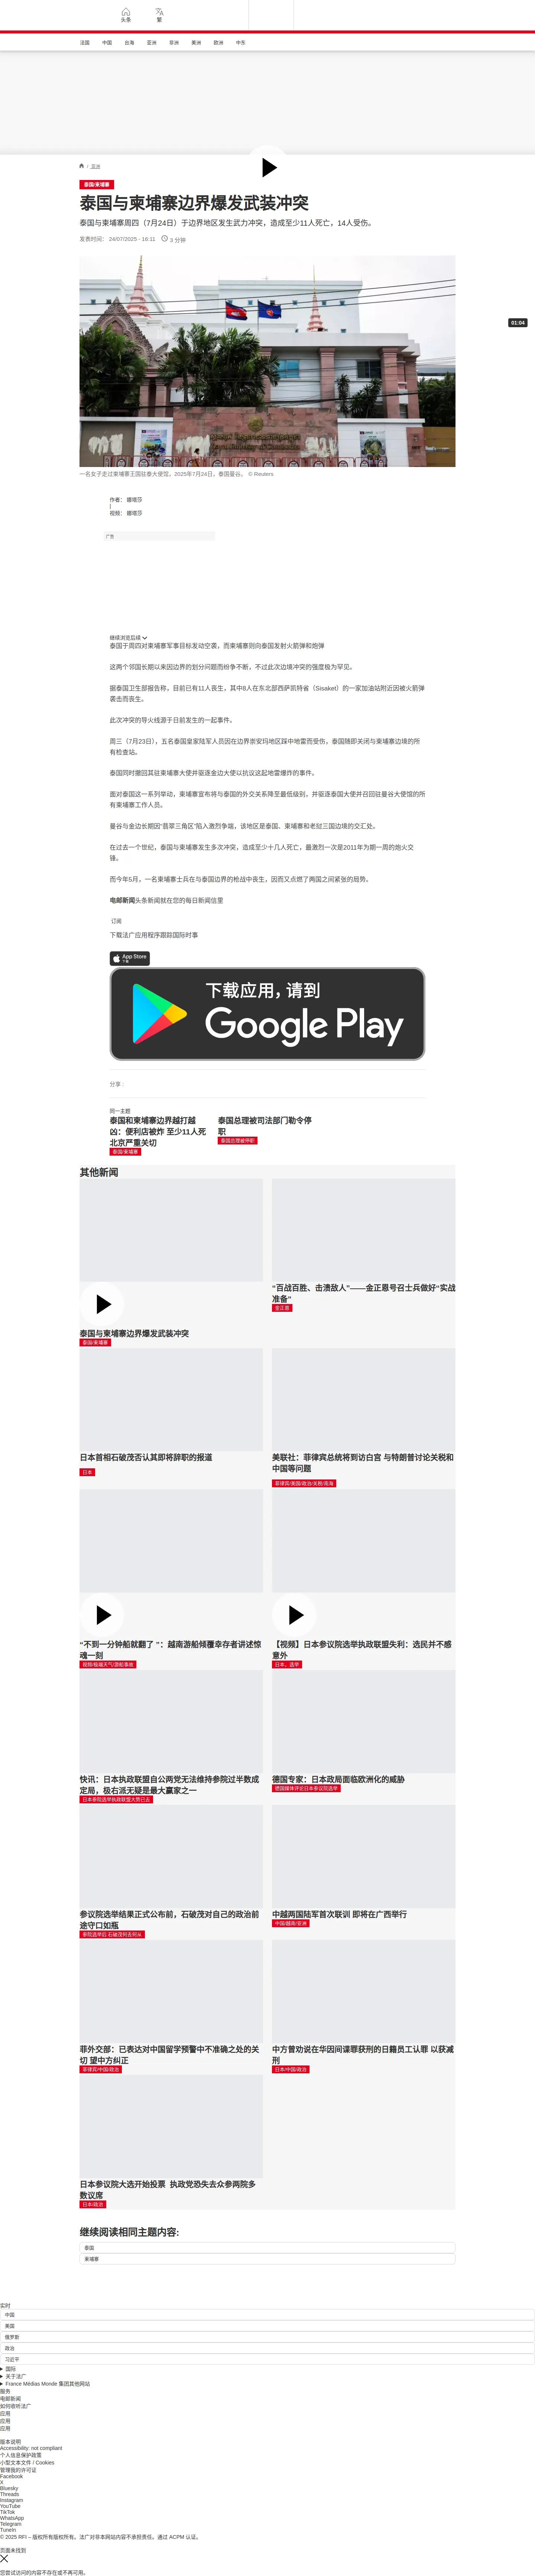 头条
繁
法国 中国 台海 亚洲 非洲 美洲 欧洲 中东
/ 亚洲
泰国/柬埔寨
泰国与柬埔寨边界爆发武装冲突
泰国与柬埔寨周四（7月24日）于边界地区发生武力冲突，造成至少11人死亡，14人受伤。
发表时间： 24/07/2025 - 16:11 3 分钟
01:04
一名女子走过柬埔寨王国驻泰大使馆，2025年7月24日，泰国曼谷。 © Reuters
作者： 娜塔莎
|
视频： 娜塔莎
广告
继续浏览后续
泰国于周四对柬埔寨军事目标发动空袭，而柬埔寨则向泰国发射火箭弹和炮弹
这两个邻国长期以来因边界的划分问题而纷争不断，不过此次边境冲突的强度极为罕见。
据泰国卫生部报告称，目前已有11人丧生，其中8人在东北部西萨凯特省（Sisaket）的一家加油站附近因被火箭弹
袭击而丧生。
此次冲突的导火线源于日前发生的一起事件。
周三（7月23日），五名泰国皇家陆军人员因在边界崇安玛地区踩中地雷而受伤，泰国随即关闭与柬埔寨边境的所
有检查站。
泰国同时撤回其驻柬埔寨大使并驱逐金边大使以抗议这起地雷爆炸的事件。
面对泰国这一系列举动，柬埔寨宣布将与泰国的外交关系降至最低级别，并驱逐泰国大使并召回驻曼谷大使馆的所
有柬埔寨工作人员。
曼谷与金边长期因“翡翠三角区”陷入激烈争端，该地区是泰国、柬埔寨和老挝三国边境的交汇处。
在过去一个世纪，泰国与柬埔寨发生多次冲突，造成至少十几人死亡，最激烈一次是2011年为期一周的炮火交
锋。
而今年5月，一名柬埔寨士兵在与泰国边界的枪战中丧生，因而又点燃了两国之间紧张的局势。
电邮新闻头条新闻就在您的每日新闻信里
订阅
下载法广应用程序跟踪国际时事
App Store
下载应用，请到
Google Play
分享 :
同一主题
泰国和柬埔寨边界越打越
凶：便利店被炸 至少11人死
北京严重关切
泰国/柬埔寨
泰国总理被司法部门勒令停
职
泰国总理被停职
其他新闻
泰国与柬埔寨边界爆发武装冲突
泰国/柬埔寨
“百战百胜、击溃敌人”——金正恩号召士兵做好“实战
准备”
金正恩
日本首相石破茂否认其即将辞职的报道
日本
美联社：菲律宾总统将到访白宫 与特朗普讨论关税和
中国等问题
菲律宾/美国/政治/关税/南海
“不到一分钟船就翻了 ”：越南游船倾覆幸存者讲述惊
魂一刻
视频/极端天气/游船事故
【视频】日本参议院选举执政联盟失利：选民并不感
意外
日本、选举
快讯：日本执政联盟自公两党无法维持参院过半数成
定局，极右派无疑是最大赢家之一
日本参院选举执政联盟大势已去
德国专家：日本政局面临欧洲化的威胁
德国媒体评论日本参议院选举
参议院选举结果正式公布前，石破茂对自己的政治前
途守口如瓶
参院选举后 石破茂何去何从
中越两国陆军首次联训 即将在广西举行
中国/越南/亚洲
菲外交部：已表达对中国留学预警中不准确之处的关
切 望中方纠正
菲律宾/中国/政治
中方曾劝说在华因间谍罪获刑的日籍员工认罪 以获减
刑
日本/中国/政治
日本参议院大选开始投票 执政党恐失去众参两院多
数议席
日本/政治
继续阅读相同主题内容:
泰国
柬埔寨
实时
中国
美国
俄罗斯
政治
习近平
国际
关于法广
France Médias Monde 集团其他网站
服务
电邮新闻
如何收听法广
应用
应用
应用
版本说明
Accessibility: not compliant
个人信息保护政策
小型文本文件 / Cookies
管理我的许可证
Facebook
X
Bluesky
Threads
Instagram
YouTube
TikTok
WhatsApp
Telegram
TuneIn
© 2025 RFI – 版权所有版权所有。法广对非本网站内容不承担责任。通过 ACPM 认证。
页面未找到
您尝试访问的内容不存在或不再可用。